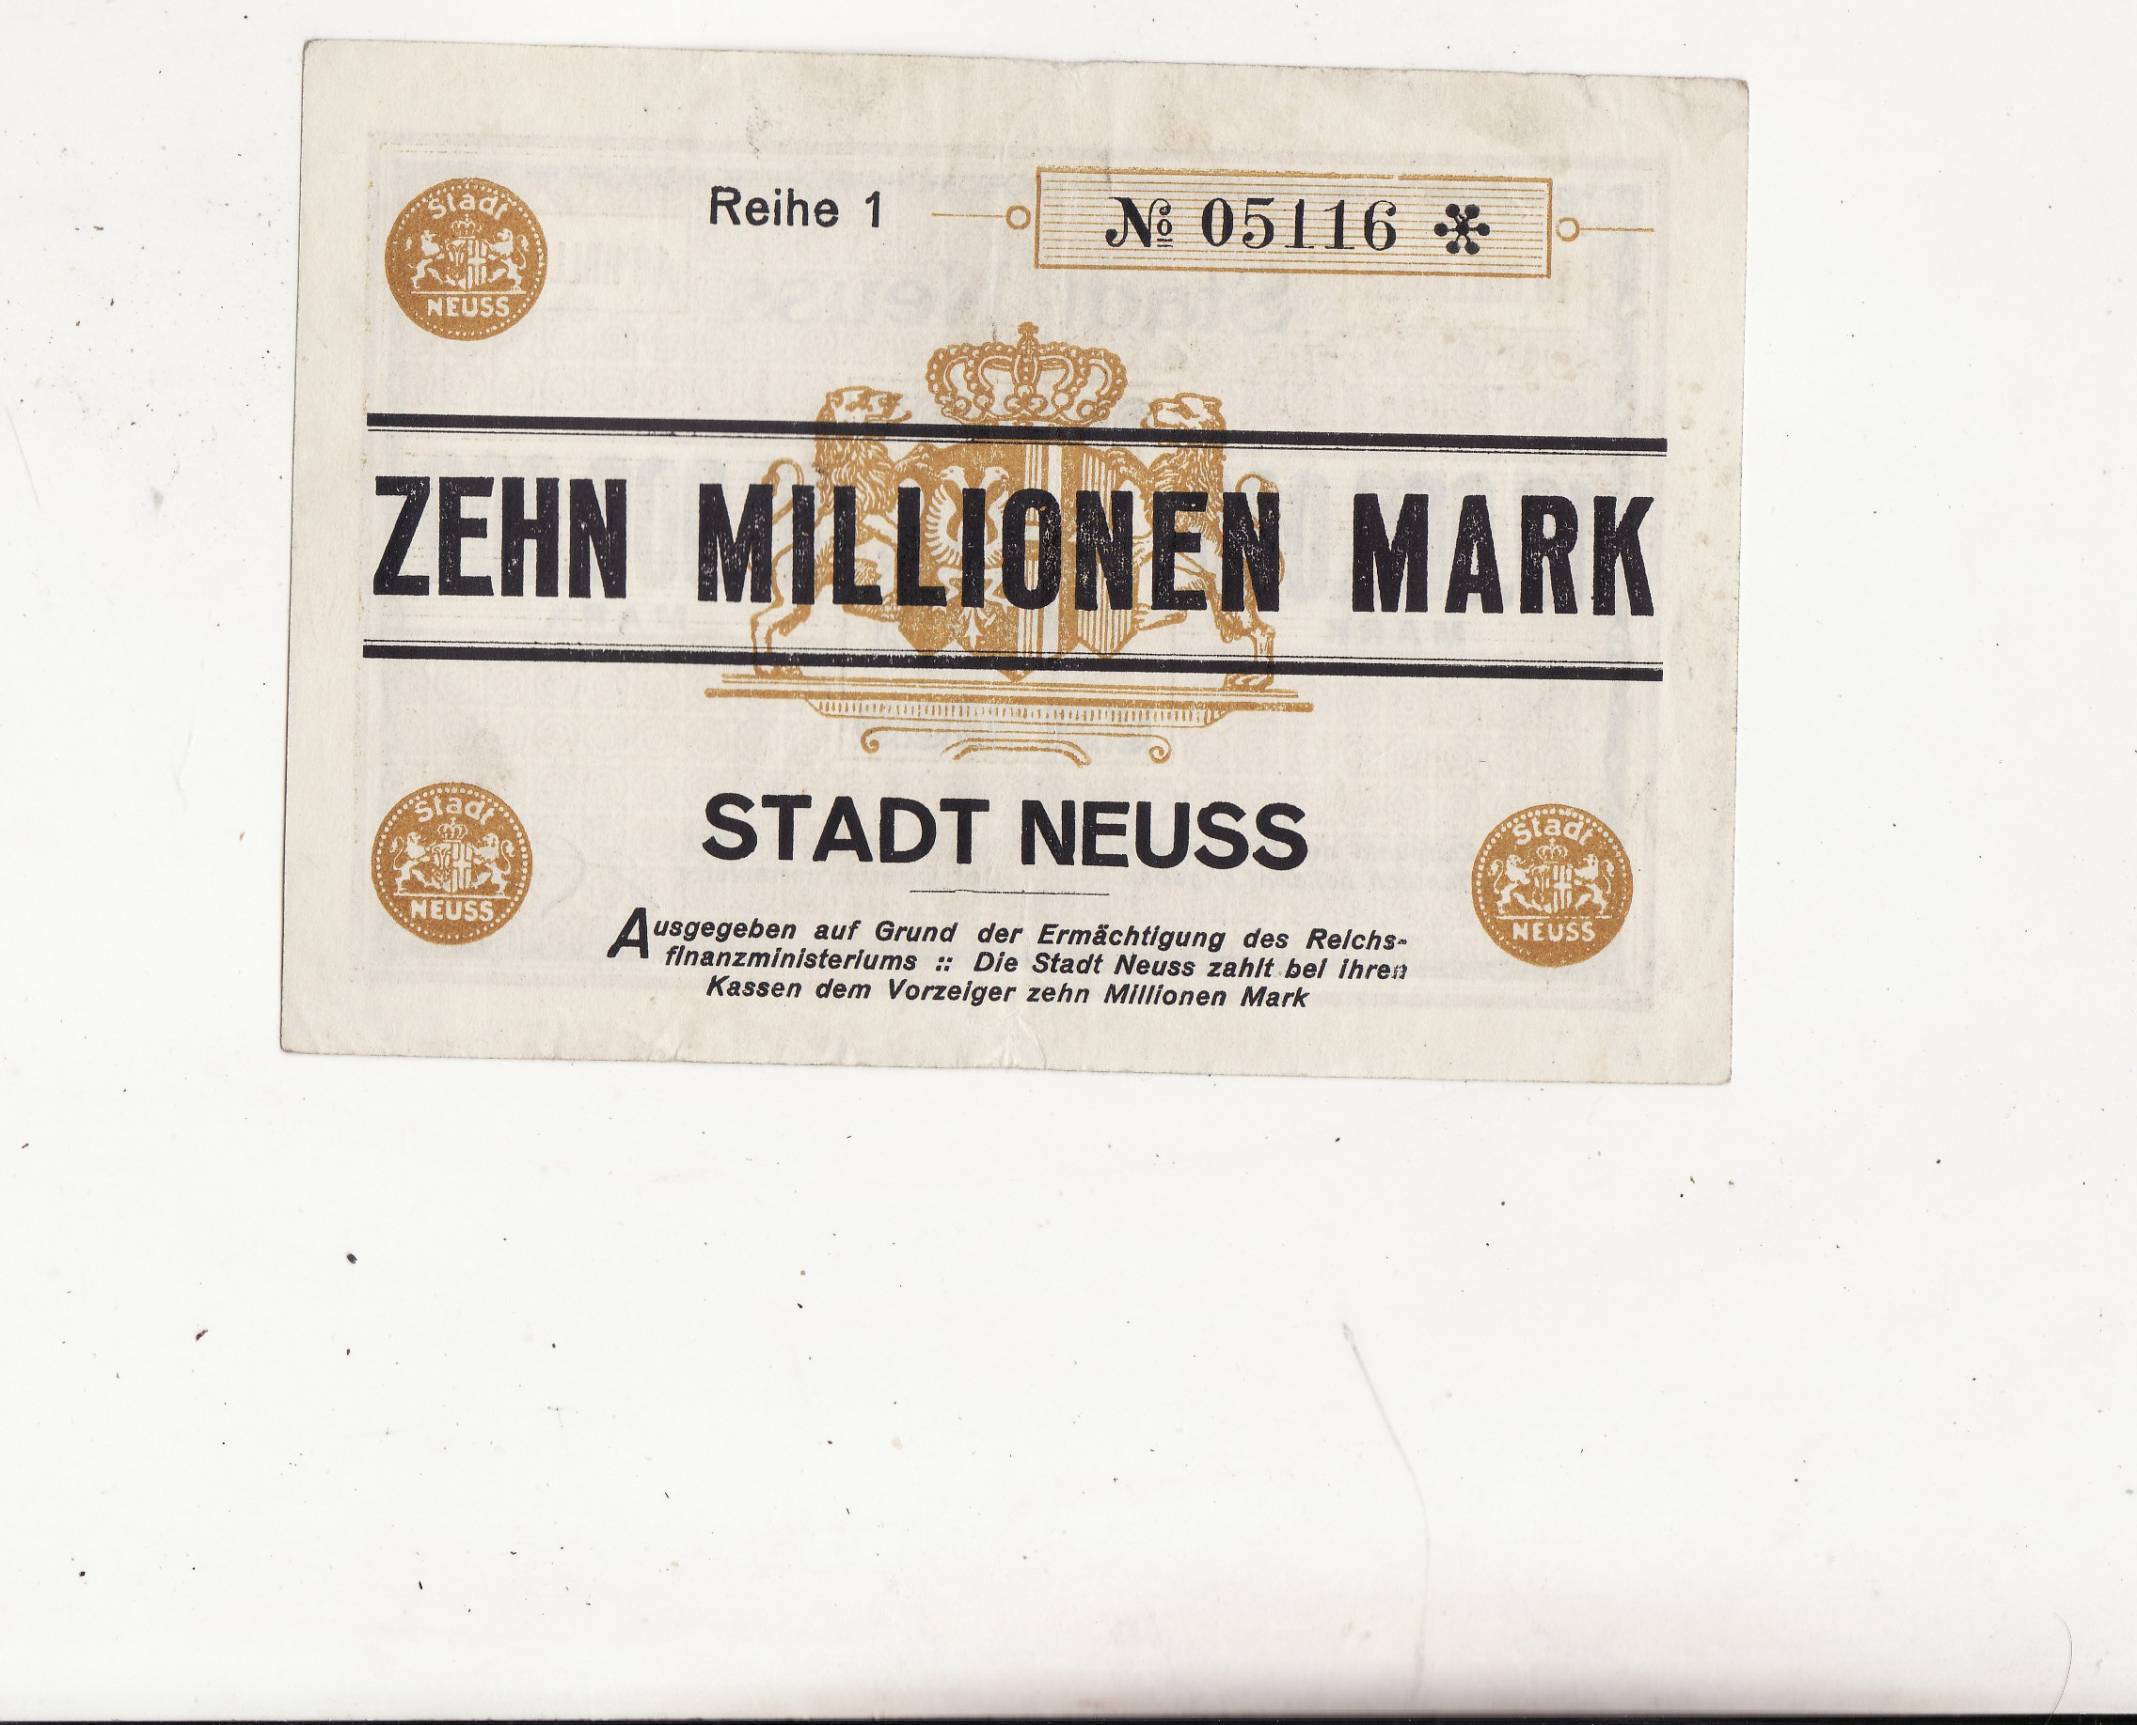 Stadt
NEUSS
Reihe 1
№ 05116
ZEHN MILLIONEN MARK
STADT NEUSS
Stadt
NEUSS
Stadt
NEUSS
Ausgegeben auf Grund der Ermächtigung des Reichs-
finanzministeriums :: Die Stadt Neuss zahlt bei ihren
Kassen dem Vorzeiger zehn Millionen Mark